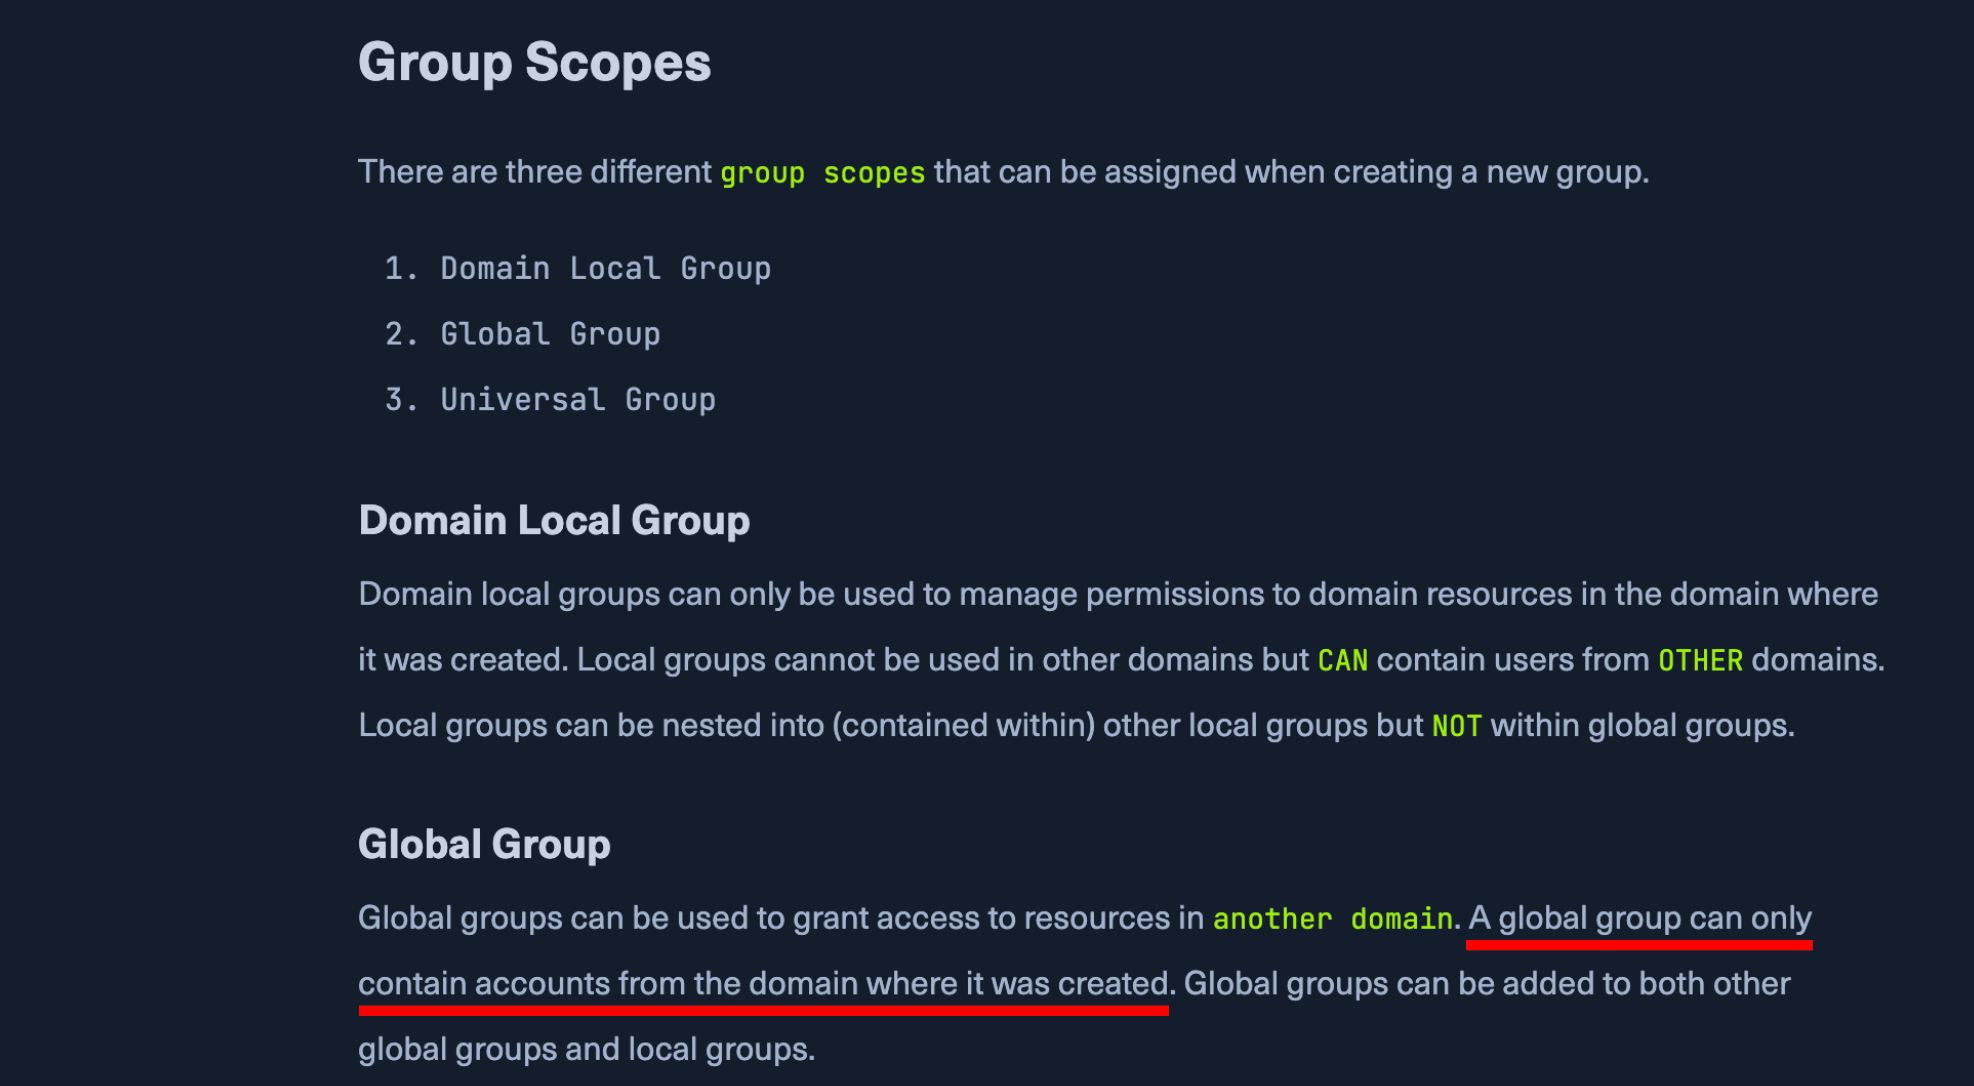 Group Scopes
There are three different group scopes that can be assigned when creating a new group.
1. Domain Local Group
2. Global Group
3. Universal Group
Domain Local Group
Domain local groups can only be used to manage permissions to domain resources in the domain where
it was created. Local groups cannot be used in other domains but CAN contain users from OTHER domains.
Local groups can be nested into (contained within) other local groups but NOT within global groups.
Global Group
Global groups can be used to grant access to resources in another domain. A global group can only
contain accounts from the domain where it was created. Global groups can be added to both other
global groups and local groups.